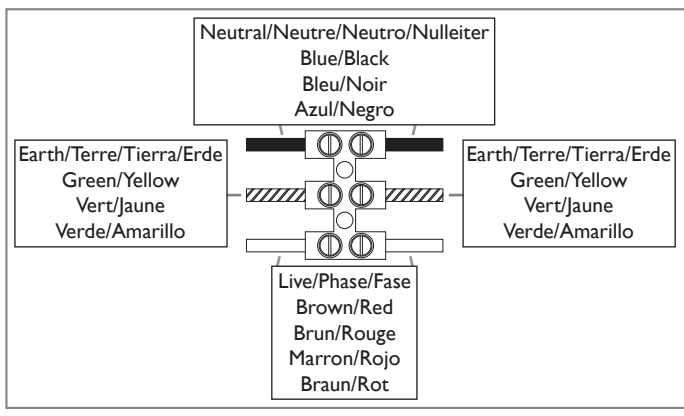 Neutral/Neutre/Neutro/Nulleiter
Blue/Black
Bleu/Noir
Azul/Negro
Earth/Terre/Tierra/Erde
Green/Yellow
Vert/Jaune
Verde/Amarillo
Earth/Terre/Tierra/Erde
Green/Yellow
Vert/Jaune
Verde/Amarillo
Live/Phase/Fase
Brown/Red
Brun/Rouge
Marron/Rojo
Braun/Rot